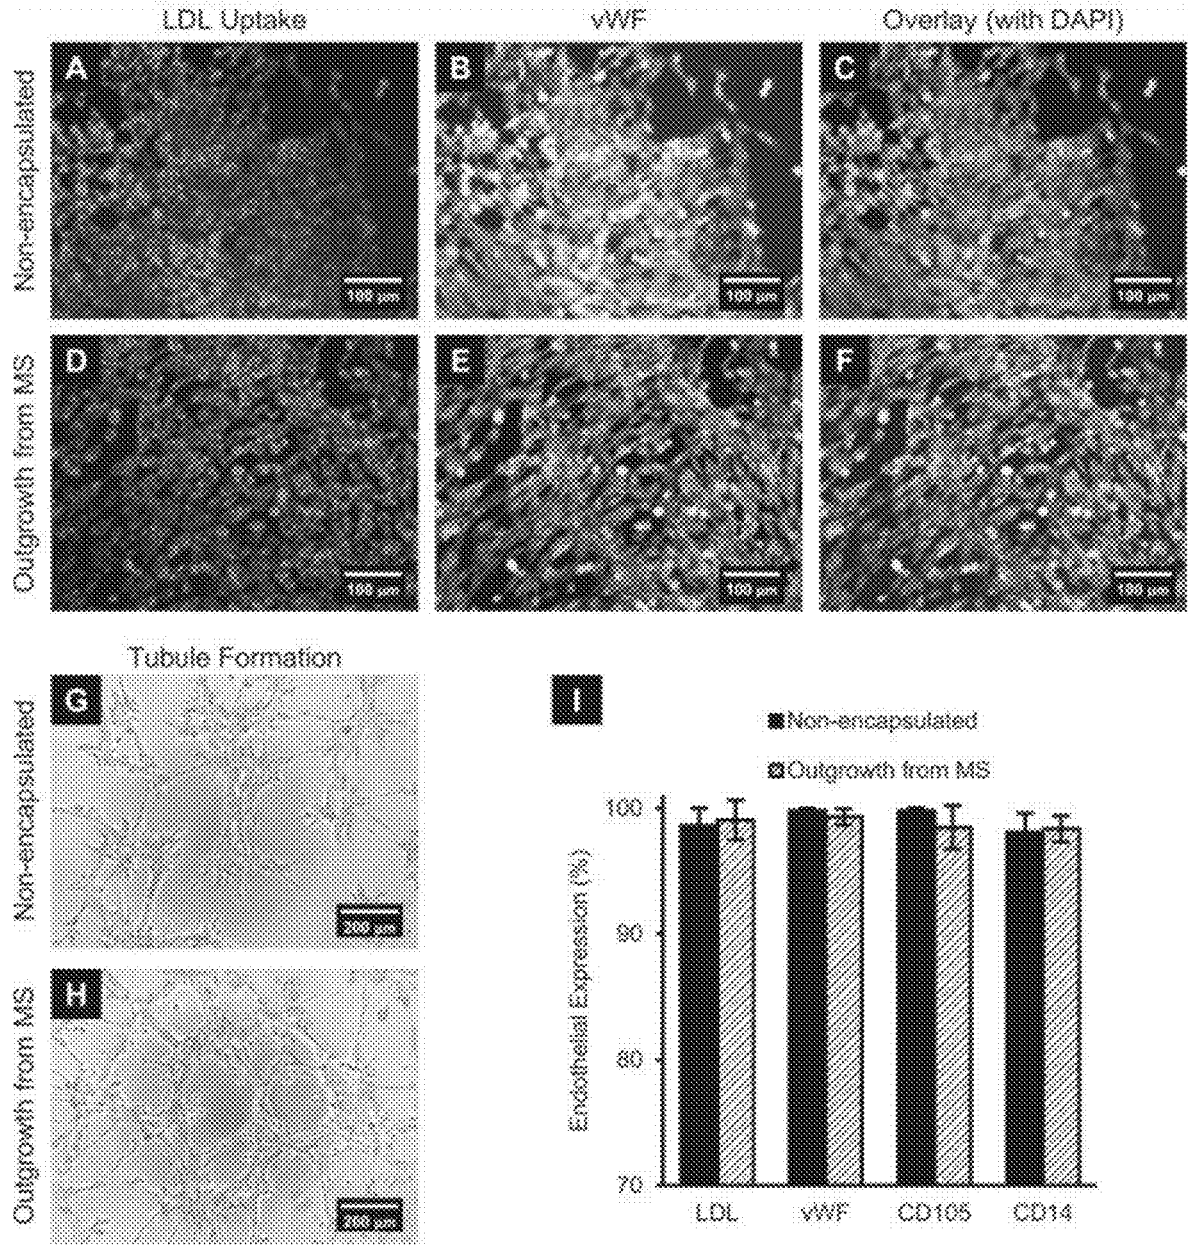 LDL Uptake
vWF
Overlay (with DAPI)
Non-encapsulated
A
B
C
100 μm
100 μm
100 μm
Outgrowth from MS
D
E
F
100 μm
100 μm
100 μm
Tubule Formation
Non-encapsulated
G
200 μm
Outgrowth from MS
H
200 μm
I
Non-encapsulated
Outgrowth from MS
Endothelial Expression (%)
100
90
80
70
LDL
vWF
CD105
CD14